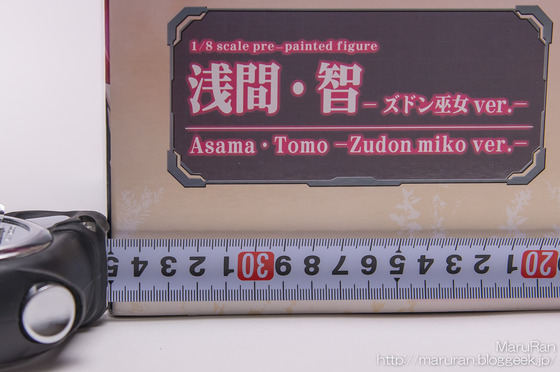 1/8 scale pre-painted figure
浅間・智 –ズドン巫女 ver.–
Asama・Tomo –Zudon miko ver.–
5 4 3 2 1 30 9 8 7 6 5 4 3 2 1 20
MaruRan
http://maruran.bloggeek.jp/